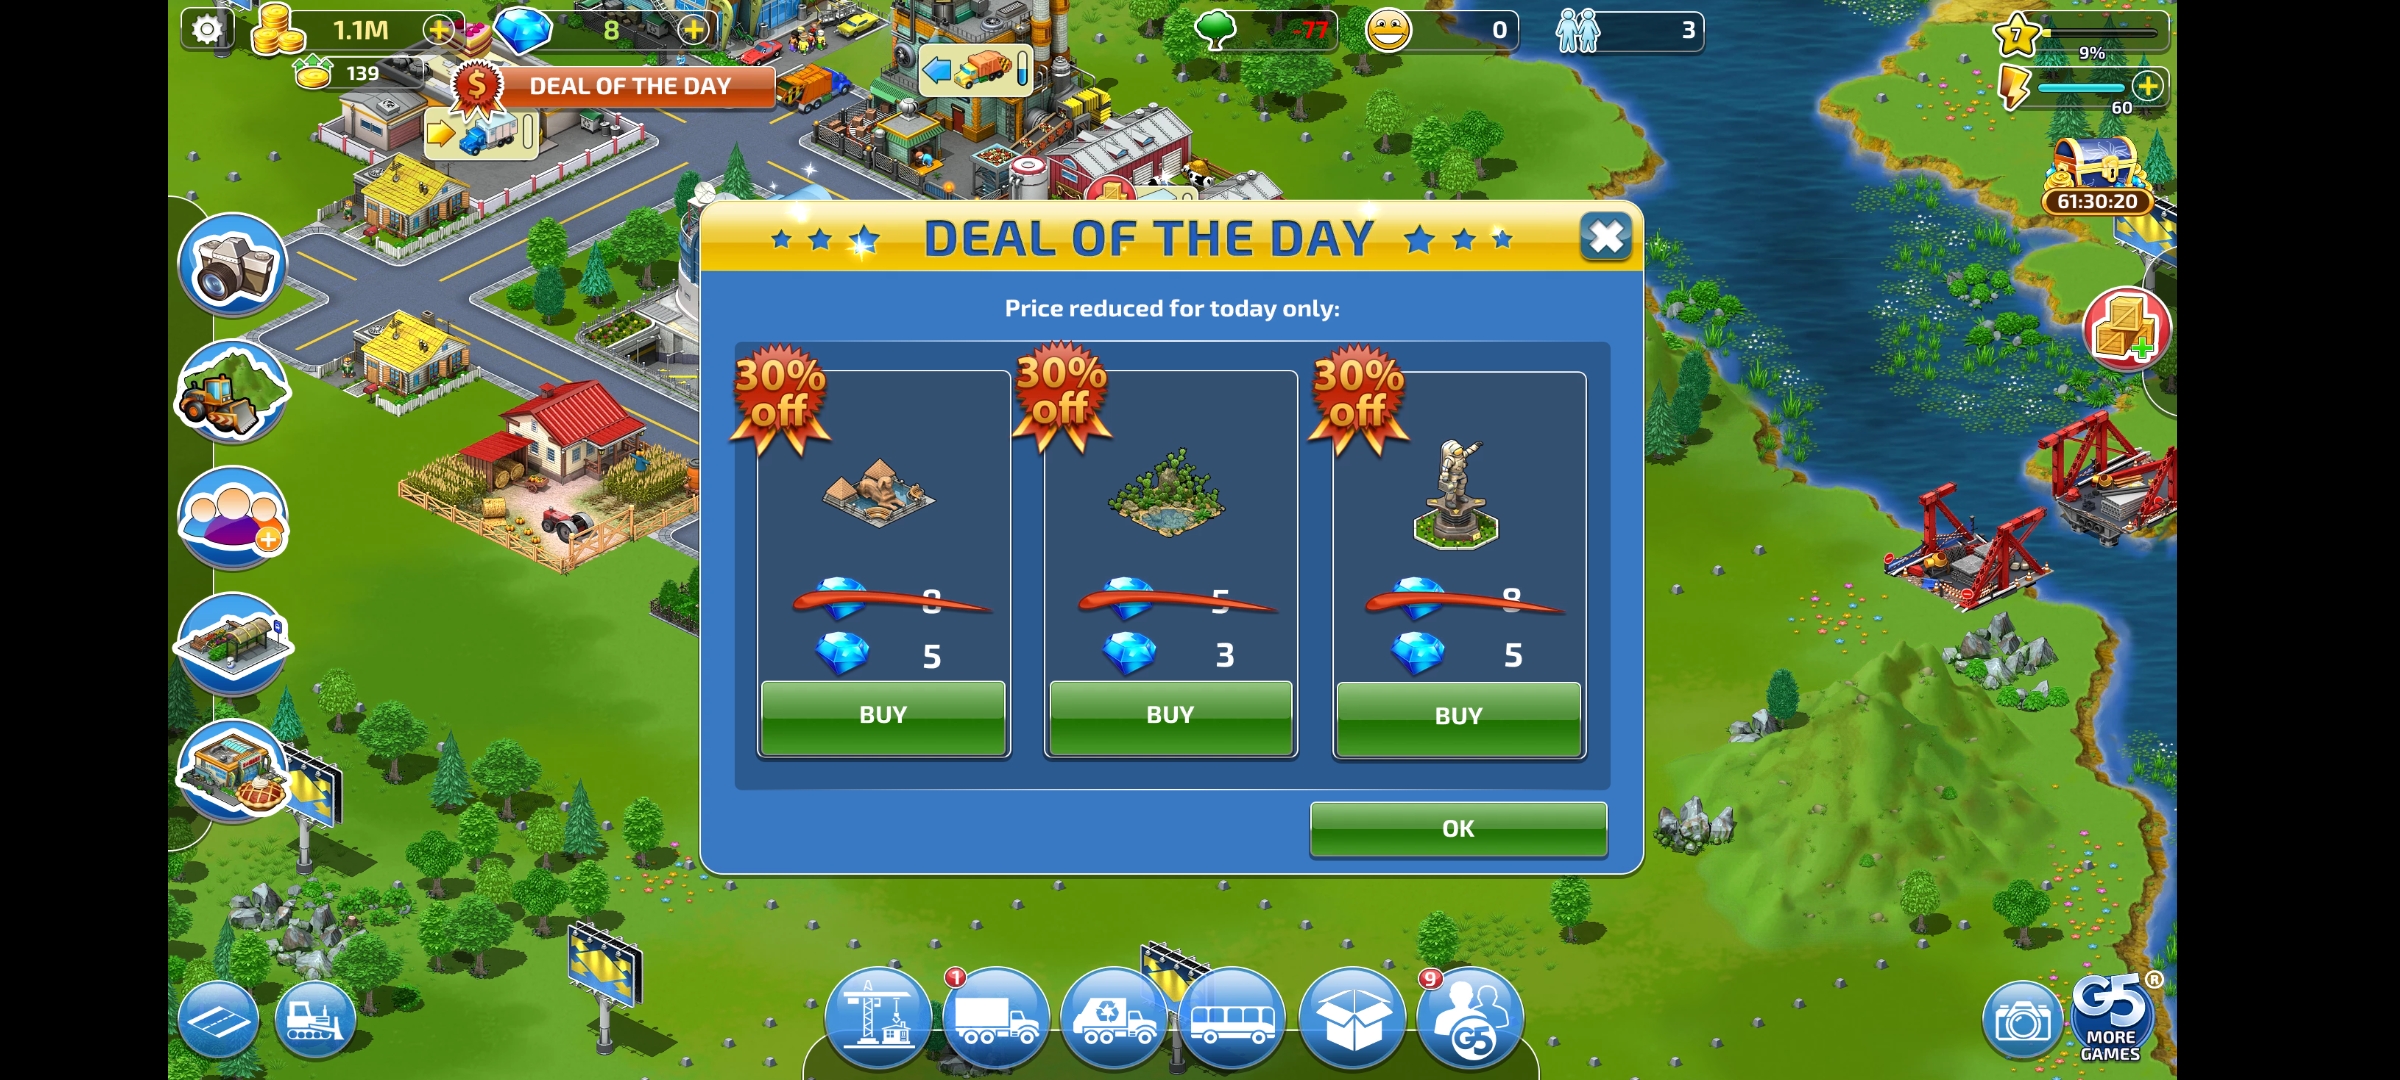 1.1M
8
-77
0
3
7
9%
139
DEAL OF THE DAY
60
61:30:20
DEAL OF THE DAY
Price reduced for today only:
30% off
30% off
30% off
8
5
8
5
3
5
BUY
BUY
BUY
OK
1
9
G5
G5
®
MORE
GAMES